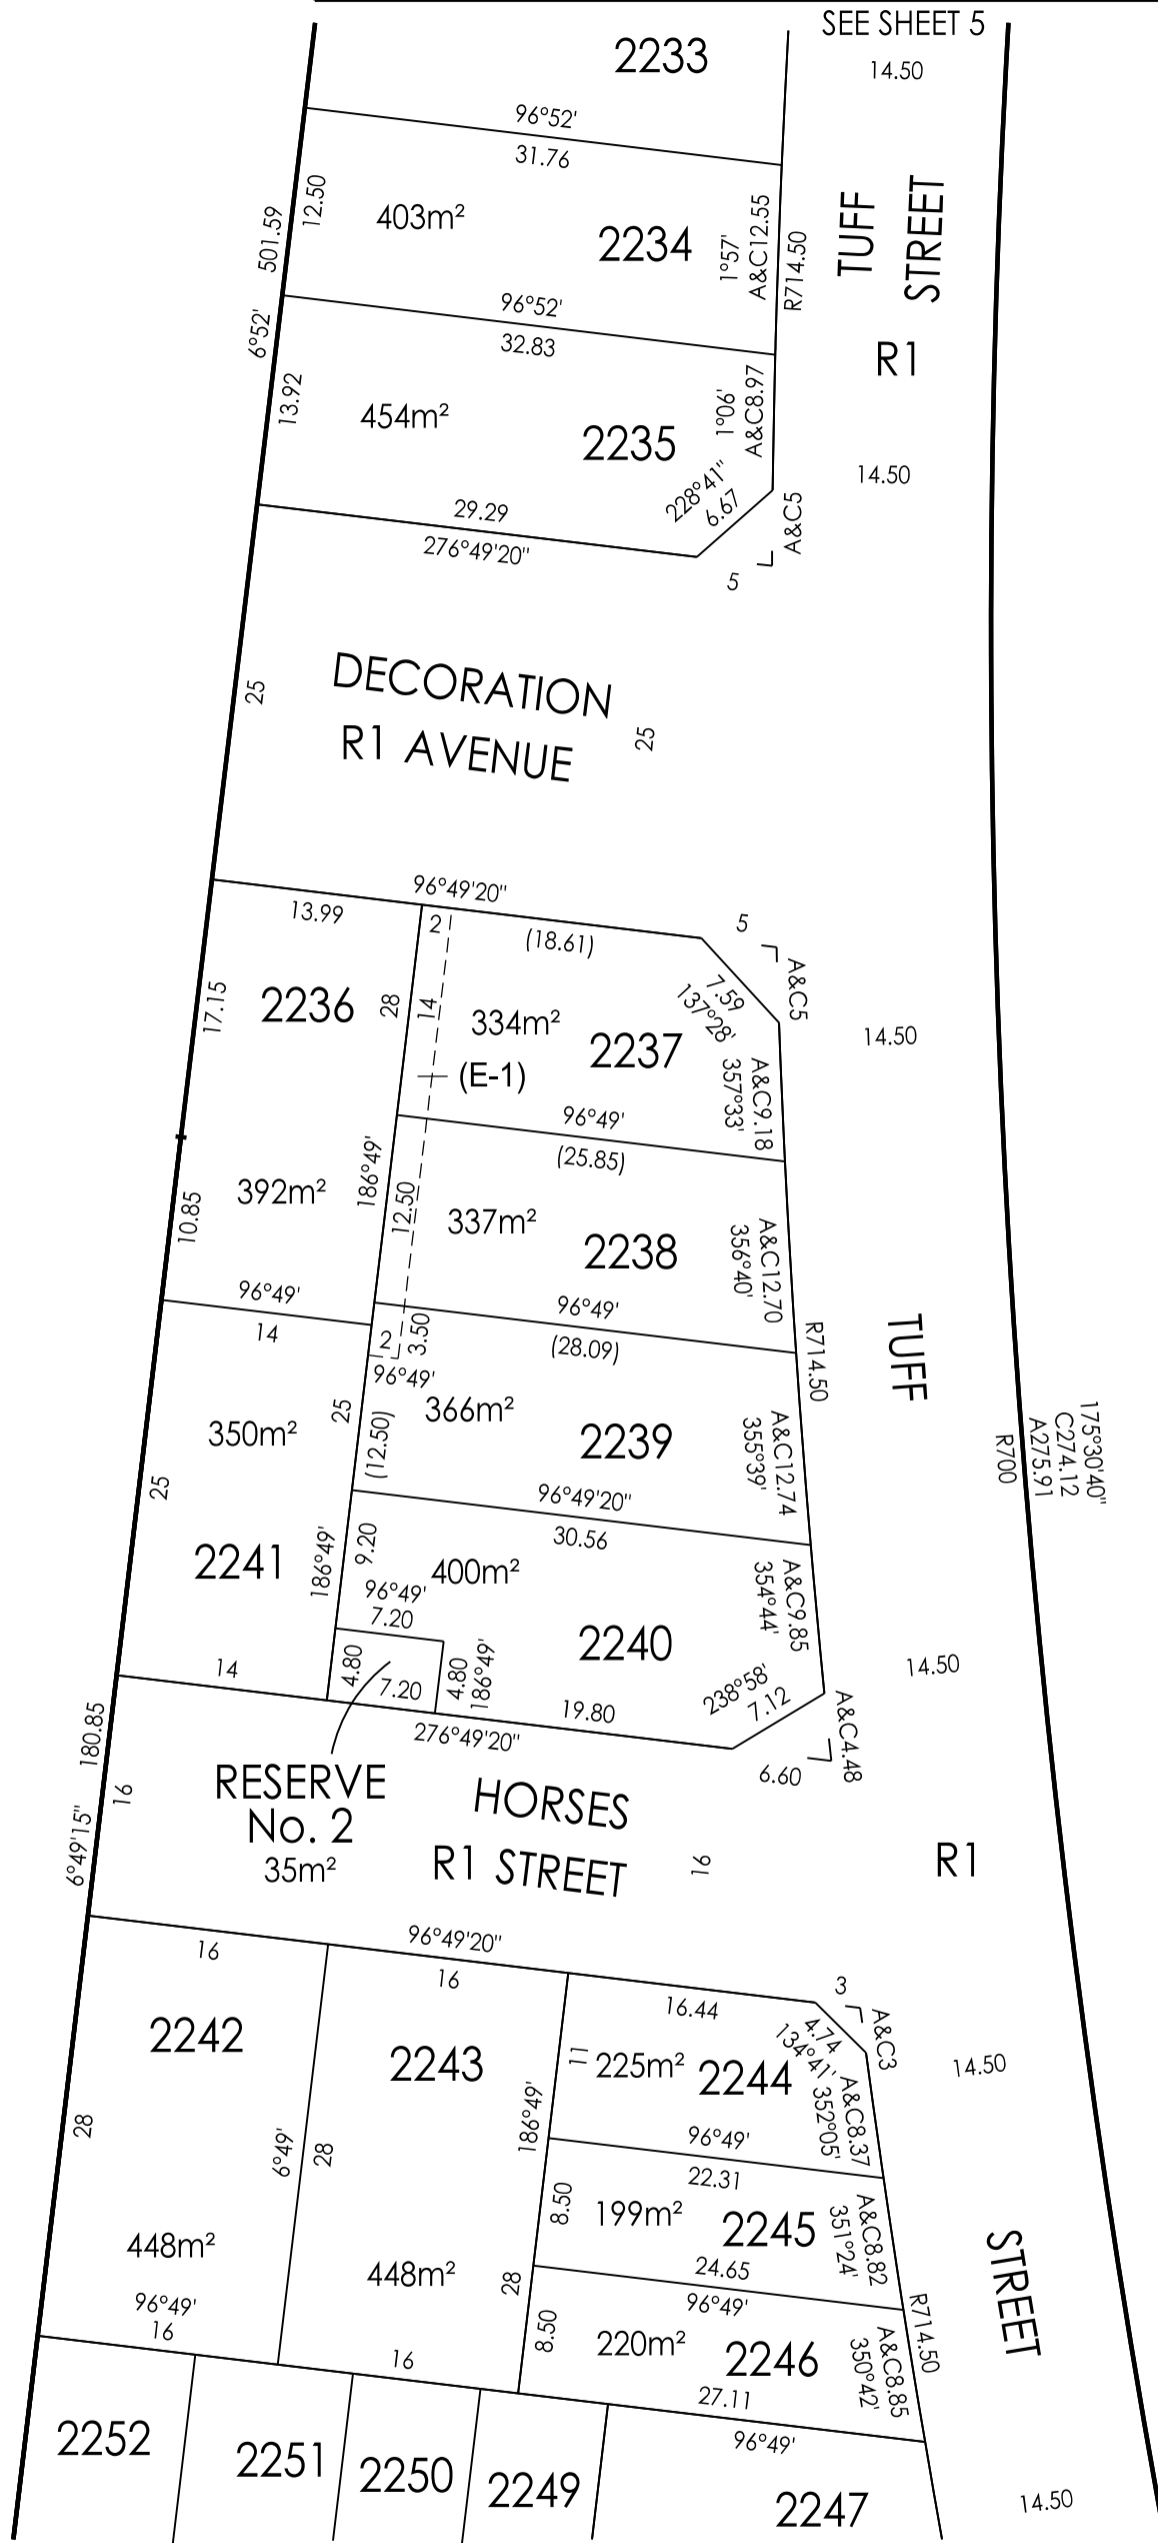 SEE SHEET 5
2233
14.50
96°52'
31.76
12.50
403m²
2234
1°57'
A&C12.55
R714.50
TUFF
STREET
501.59
6°52'
96°52'
32.83
R1
13.92
454m²
2235
1°06'
A&C8.97
228°41"
6.67
14.50
A&C5
5
29.29
276°49'20"
25
DECORATION
R1 AVENUE
25
96°49'20"
13.99
2
(18.61)
5
A&C5
7.59
137°28'
17.15
2236
28
14
334m²
2237
14.50
(E-1)
A&C9.18
357°33'
96°49'
(25.85)
186°49'
10.85
392m²
12.50
337m²
2238
A&C12.70
356°40'
96°49'
14
96°49'
(28.09)
2
3.50
96°49'
R714.50
TUFF
350m²
25
(12.50)
366m²
2239
A&C12.74
355°39'
R700
A275.91
C274.12
175°30'40"
25
96°49'20"
30.56
2241
186°49'
9.20
400m²
96°49'
7.20
2240
A&C9.85
354°44'
14
4.80
7.20
4.80
186°49'
19.80
238°58'
7.12
14.50
A&C4.48
6.60
276°49'20"
180.85
6°49'15"
16
RESERVE
No. 2
35m²
HORSES
R1 STREET
16
R1
96°49'20"
16
16
16.44
3
A&C3
4.74
134°41'
2242
2243
11
225m²
2244
A&C8.37
352°05'
14.50
28
6°49'
28
186°49'
96°49'
22.31
8.50
199m²
2245
A&C8.82
351°24'
24.65
96°49'
448m²
448m²
28
8.50
220m²
2246
A&C8.85
350°42'
R714.50
STREET
96°49'
16
16
27.11
96°49'
2252
2251
2250
2249
2247
14.50